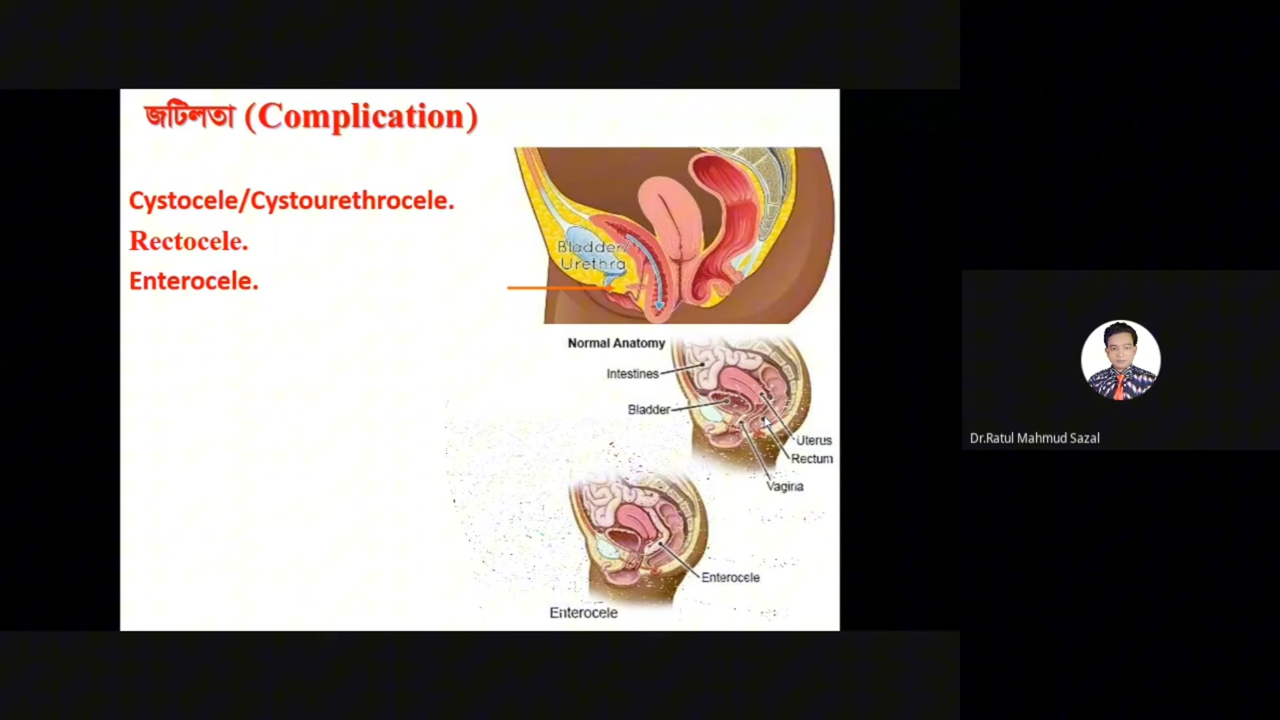 জটিলতা (Complication)
Cystocele/Cystourethrocele.
Rectocele.
Enterocele.
Bladder/
Urethra
Normal Anatomy
Intestines
Bladder
Uterus
Rectum
Vagina
Enterocele
Enterocele
Dr.Ratul Mahmud Sazal